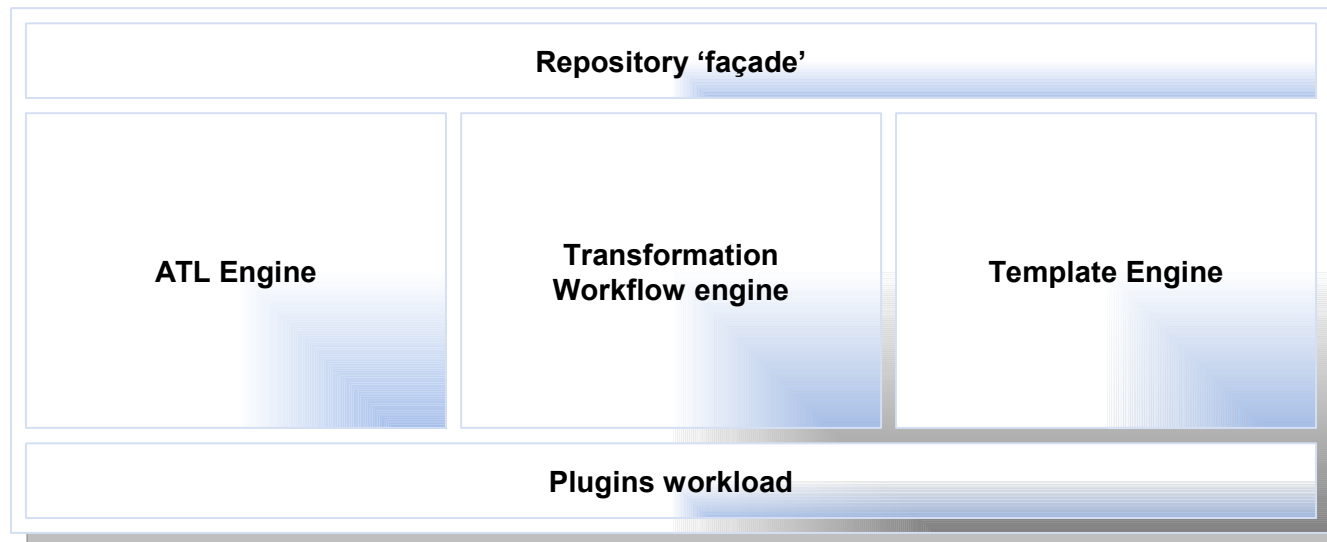 Repository ‘façade’
ATL Engine
Transformation
Workflow engine
Template Engine
Plugins workload